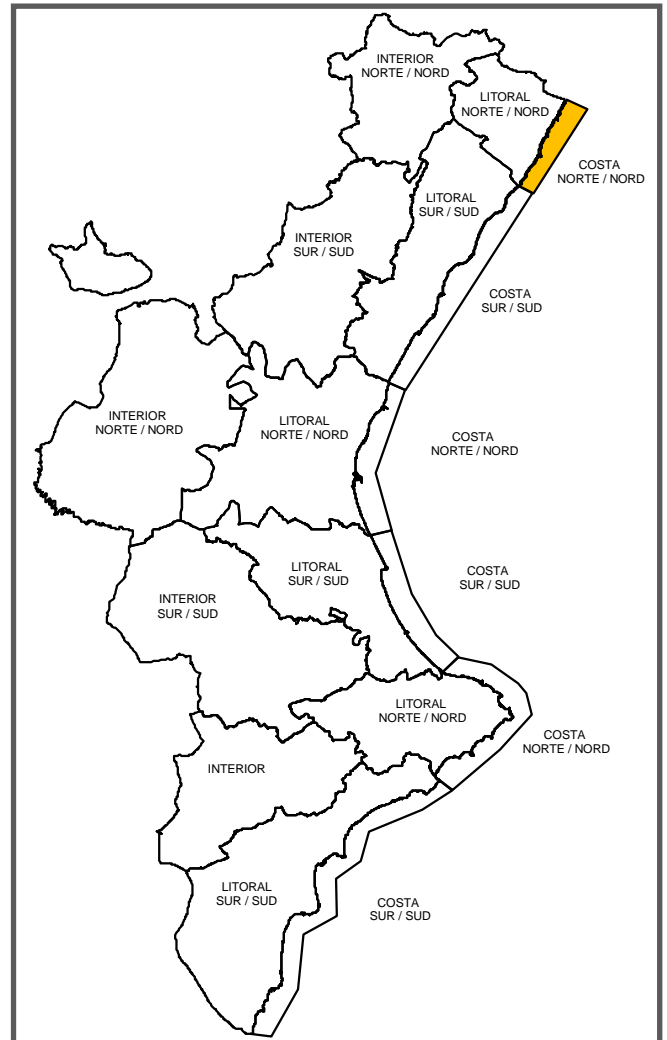 INTERIOR
NORTE / NORD
LITORAL
NORTE / NORD
COSTA
NORTE / NORD
LITORAL
SUR / SUD
INTERIOR
SUR / SUD
COSTA
SUR / SUD
INTERIOR
NORTE / NORD
LITORAL
NORTE / NORD
COSTA
NORTE / NORD
LITORAL
SUR / SUD
COSTA
SUR / SUD
INTERIOR
SUR / SUD
LITORAL
NORTE / NORD
COSTA
NORTE / NORD
INTERIOR
LITORAL
SUR / SUD
COSTA
SUR / SUD